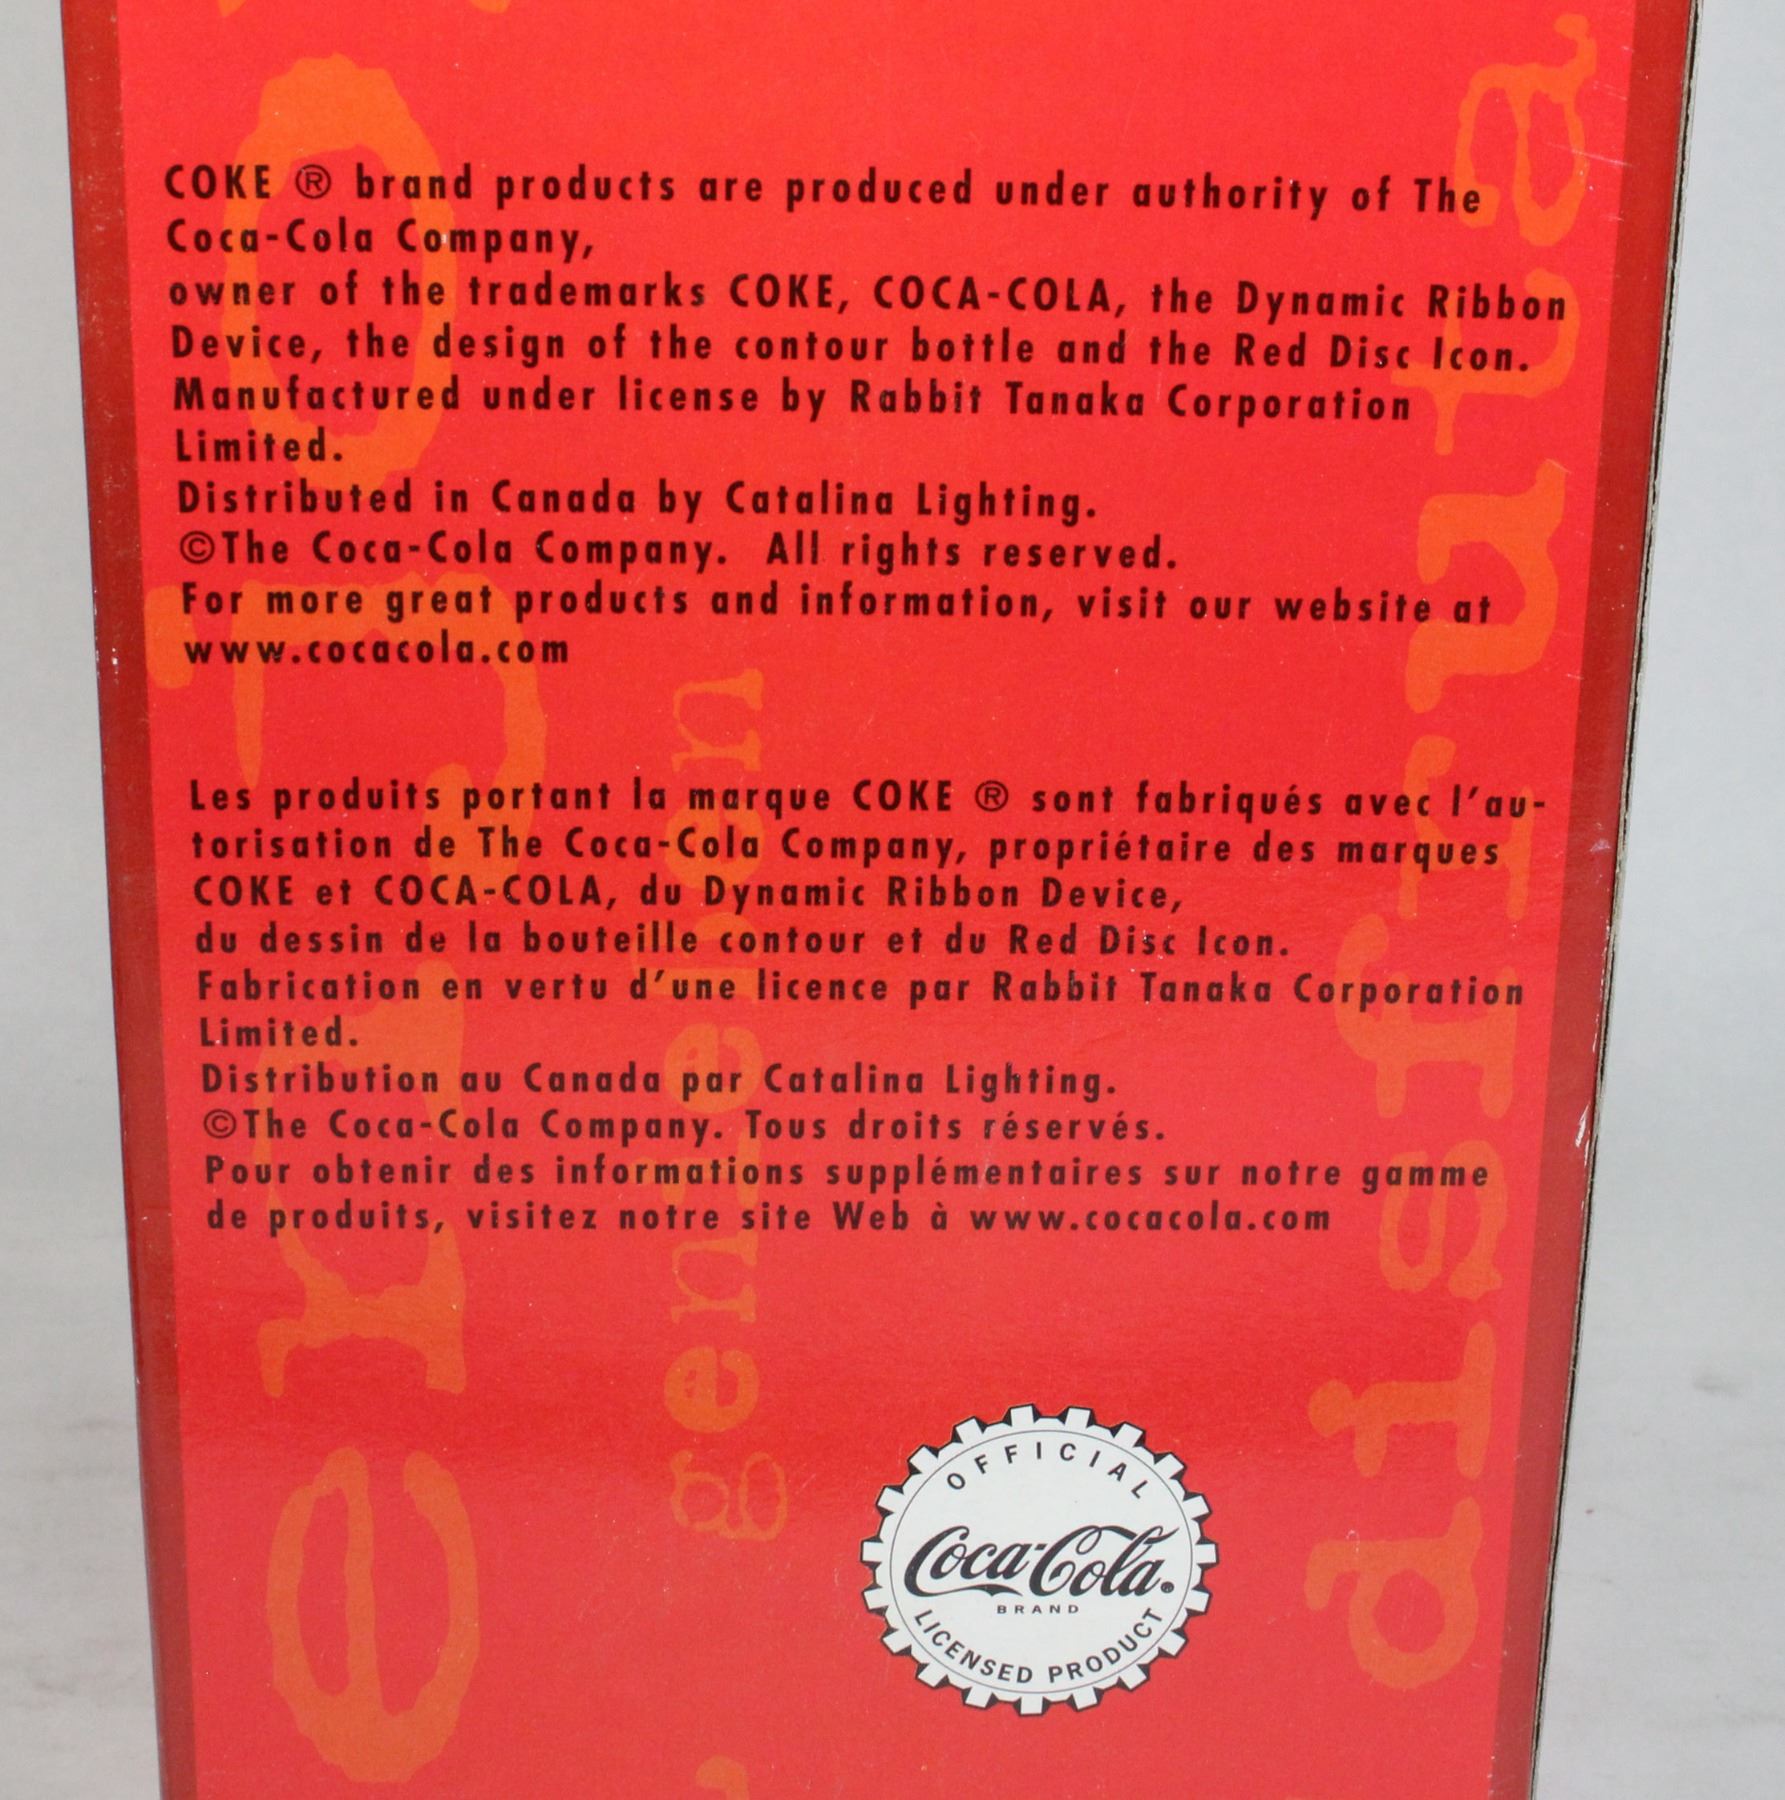 COKE ® brand products are produced under authority of The
Coca-Cola Company,
owner of the trademarks COKE, COCA-COLA, the Dynamic Ribbon
Device, the design of the contour bottle and the Red Disc Icon.
Manufactured under license by Rabbit Tanaka Corporation
Limited.
Distributed in Canada by Catalina Lighting.
©The Coca-Cola Company.  All rights reserved.
For more great products and information, visit our website at
www.cocacola.com
Les produits portant la marque COKE ® sont fabriqués avec l'au-
torisation de The Coca-Cola Company, propriétaire des marques
COKE et COCA-COLA, du Dynamic Ribbon Device,
du dessin de la bouteille contour et du Red Disc Icon.
Fabrication en vertu d'une licence par Rabbit Tanaka Corporation
Limited.
Distribution au Canada par Catalina Lighting.
©The Coca-Cola Company. Tous droits réservés.
Pour obtenir des informations supplémentaires sur notre gamme
de produits, visitez notre site Web à www.cocacola.com
genieben
disfruta
OFFICIAL
Coca-Cola
BRAND
LICENSED PRODUCT